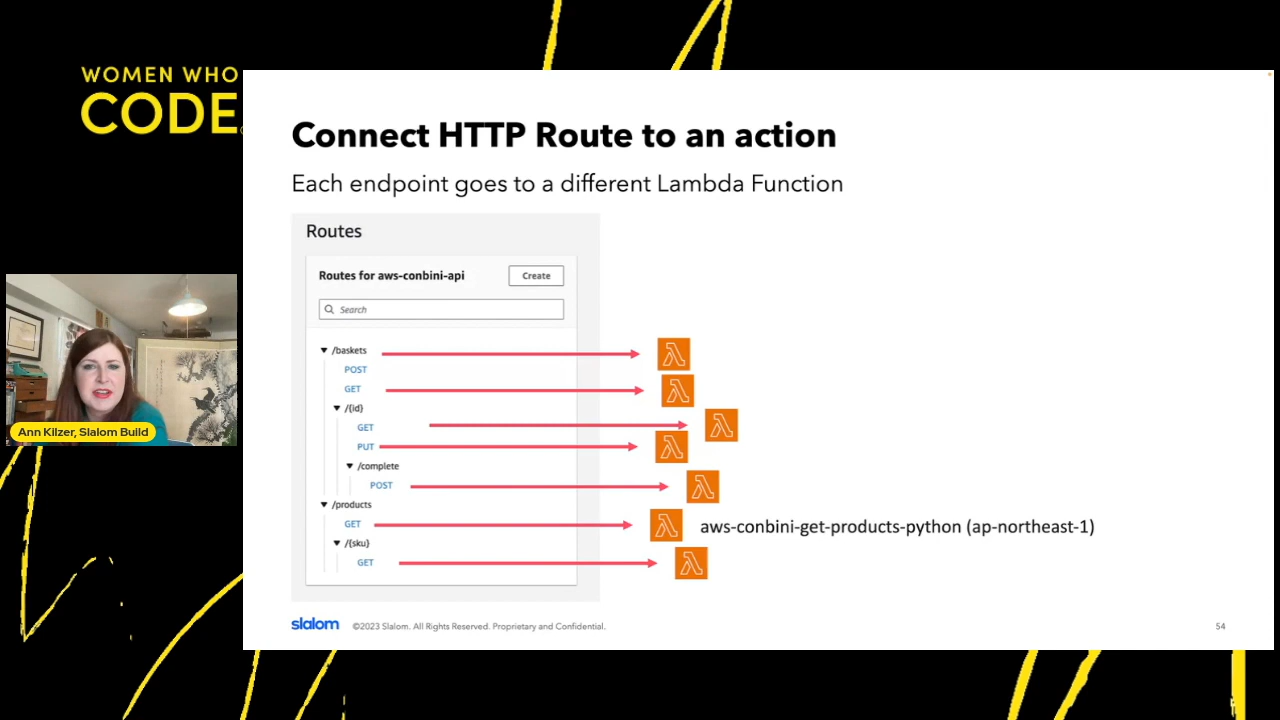 WOMEN WHO
CODE
Connect HTTP Route to an action
Each endpoint goes to a different Lambda Function
Routes
Routes for aws-conbini-api
Create
Search
/baskets
POST
GET
/{id}
GET
PUT
/complete
POST
/products
GET
aws-conbini-get-products-python (ap-northeast-1)
/{sku}
GET
Ann Kilzer, Slalom Build
slalom
©2023 Slalom. All Rights Reserved. Proprietary and Confidential.
54